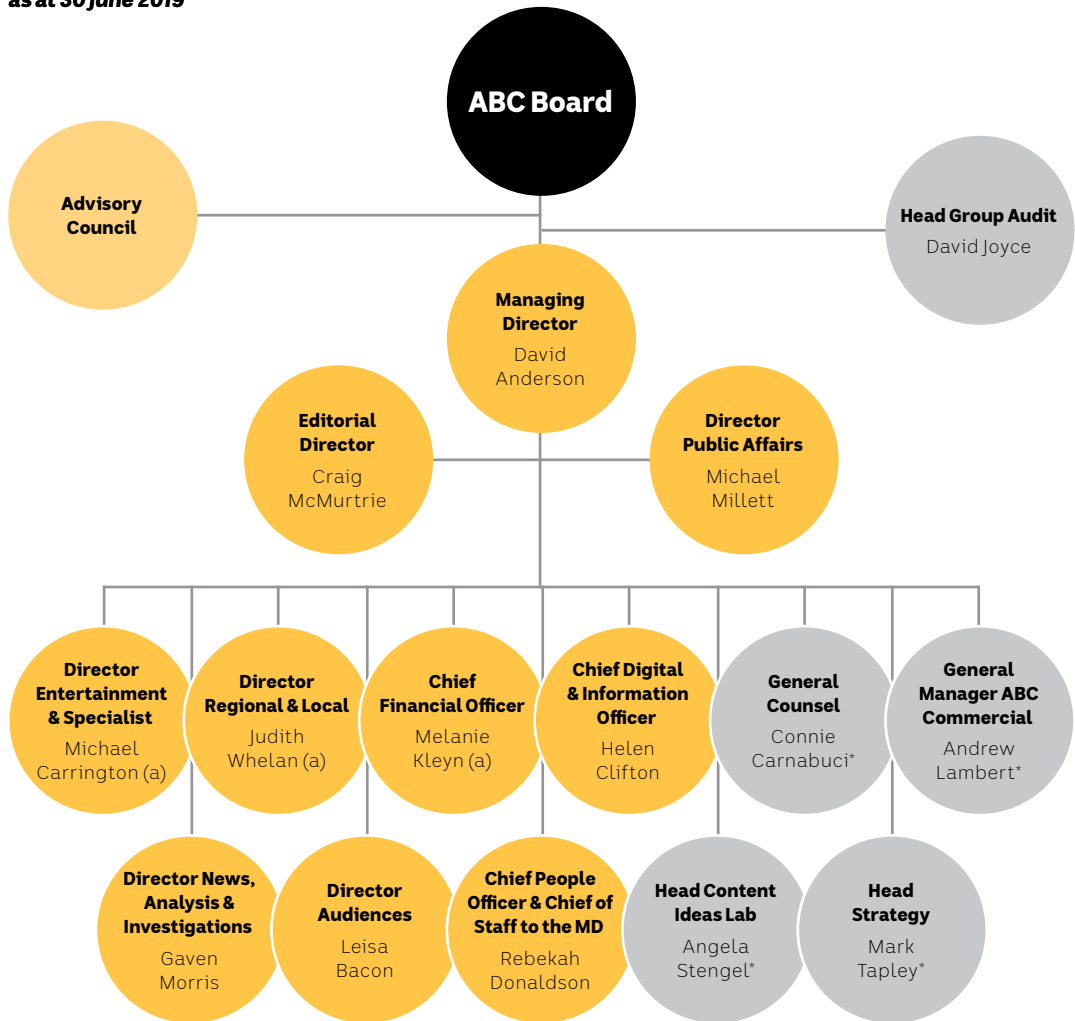 as at 30 June 2019
ABC Board
Advisory
Council
Head Group Audit
David Joyce
Managing
Director
David
Anderson
Editorial
Director
Craig
McMurtrie
Director
Public Affairs
Michael
Millett
Director
Entertainment
& Specialist
Michael
Carrington (a)
Director
Regional & Local
Judith
Whelan (a)
Chief
Financial Officer
Melanie
Kleyn (a)
Chief Digital
& Information
Officer
Helen
Clifton
General
Counsel
Connie
Carnabuci*
General
Manager ABC
Commercial
Andrew
Lambert*
Director News,
Analysis &
Investigations
Gaven
Morris
Director
Audiences
Leisa
Bacon
Chief People
Officer & Chief of
Staff to the MD
Rebekah
Donaldson
Head Content
Ideas Lab
Angela
Stengel*
Head
Strategy
Mark
Tapley*